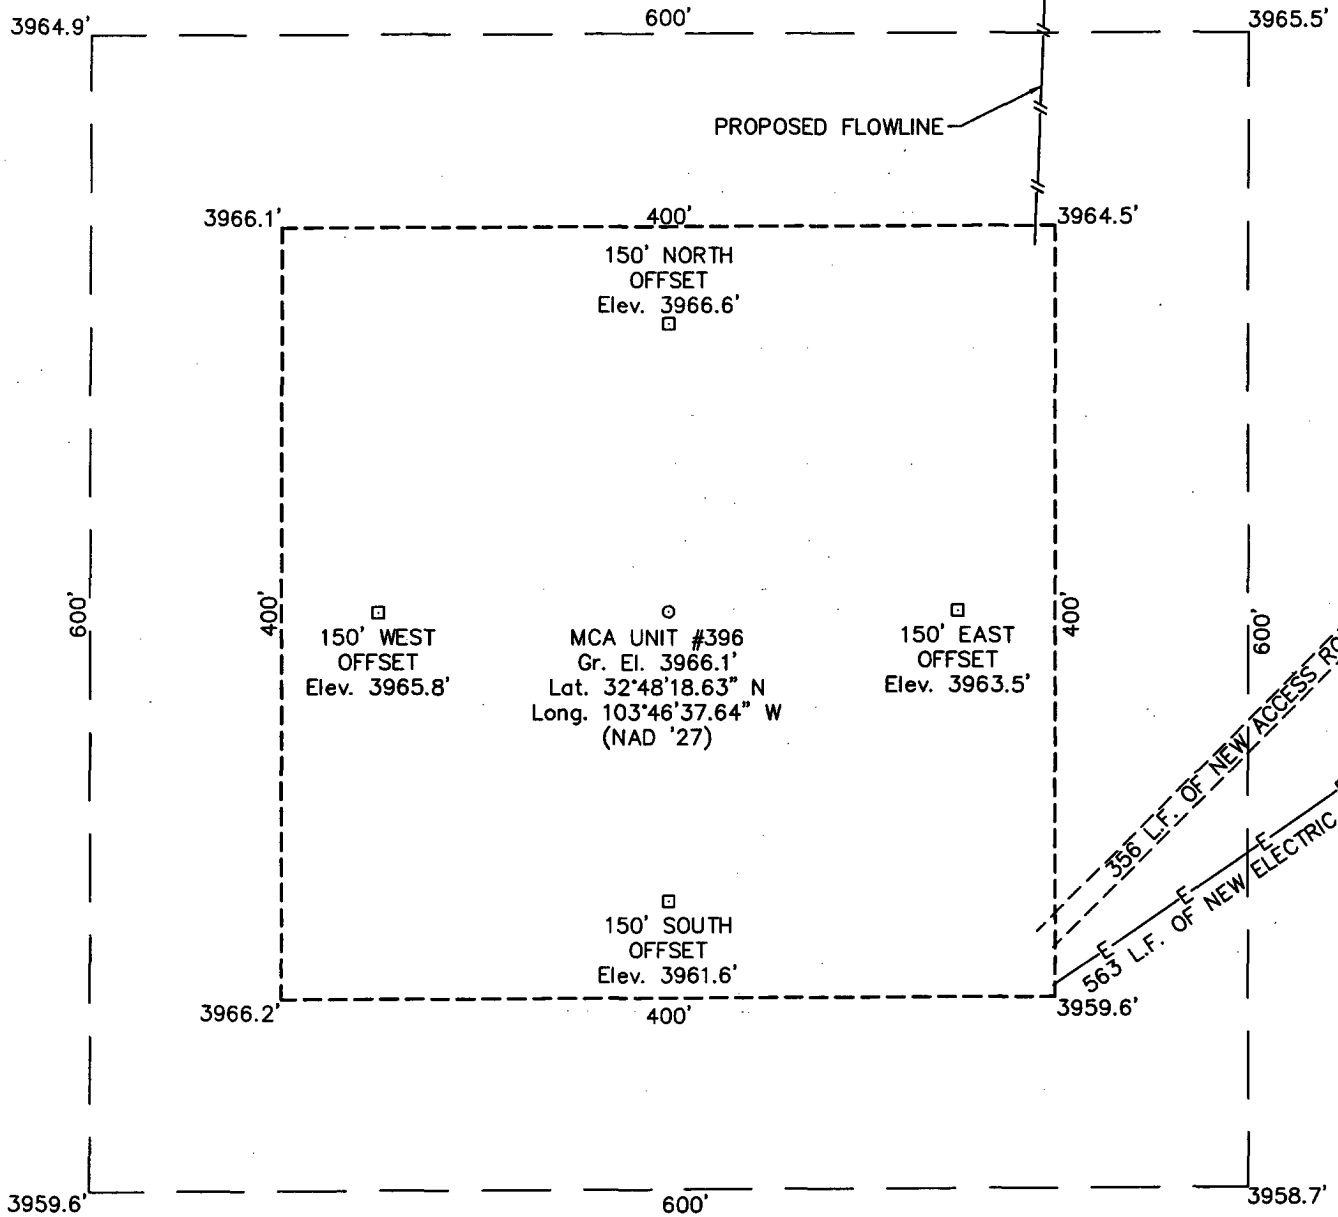 3964.9'
600'
3965.5'
PROPOSED FLOWLINE
3966.1'
400'
3964.5'
150' NORTH
OFFSET
Elev. 3966.6'
600'
400'
150' WEST
OFFSET
Elev. 3965.8'
MCA UNIT #396
Gr. El. 3966.1'
Lat. 32°48'18.63" N
Long. 103°46'37.64" W
(NAD '27)
150' EAST
OFFSET
Elev. 3963.5'
400'
600'
356 L.F. OF NEW ACCESS RO
E
E
E
563 L.F. OF NEW ELECTRIC
150' SOUTH
OFFSET
Elev. 3961.6'
3966.2'
400'
3959.6'
3959.6'
600'
3958.7'